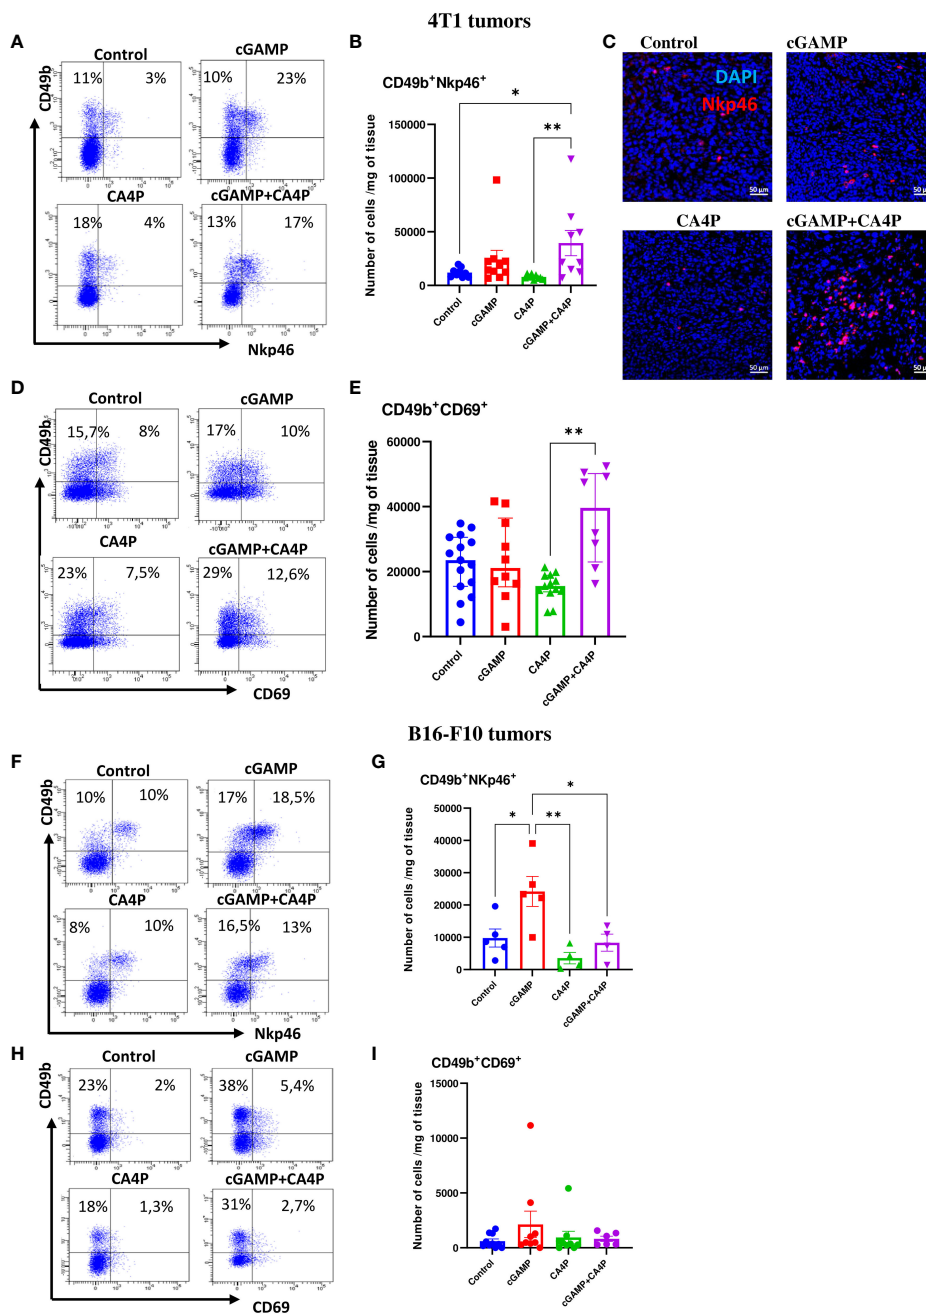 4T1 tumors
A
CD49b
Control
11% 3%
cGAMP
10% 23%
CA4P
18% 4%
cGAMP+CA4P
13% 17%
Nkp46
B
CD49b+Nkp46+
Number of cells /mg of tissue
150000
100000
50000
0
*
**
Control
cGAMP
CA4P
cGAMP+CA4P
C
Control
DAPI
Nkp46
50 µm
cGAMP
50 µm
CA4P
50 µm
cGAMP+CA4P
50 µm
D
CD49b
Control
15,7% 8%
cGAMP
17% 10%
CA4P
23% 7,5%
cGAMP+CA4P
29% 12,6%
CD69
E
CD49b+CD69+
Number of cells /mg of tissue
60000
40000
20000
0
**
Control
cGAMP
CA4P
cGAMP+CA4P
B16-F10 tumors
F
CD49b
Control
10% 10%
cGAMP
17% 18,5%
CA4P
8% 10%
cGAMP+CA4P
16,5% 13%
Nkp46
G
CD49b+NKp46+
Number of cells /mg of tissue
50000
40000
30000
20000
10000
0
*
**
*
Control
cGAMP
CA4P
cGAMP+CA4P
H
CD49b
Control
23% 2%
cGAMP
38% 5,4%
CA4P
18% 1,3%
cGAMP+CA4P
31% 2,7%
CD69
I
CD49b+CD69+
Number of cells /mg of tissue
15000
10000
5000
0
Control
cGAMP
CA4P
cGAMP+CA4P